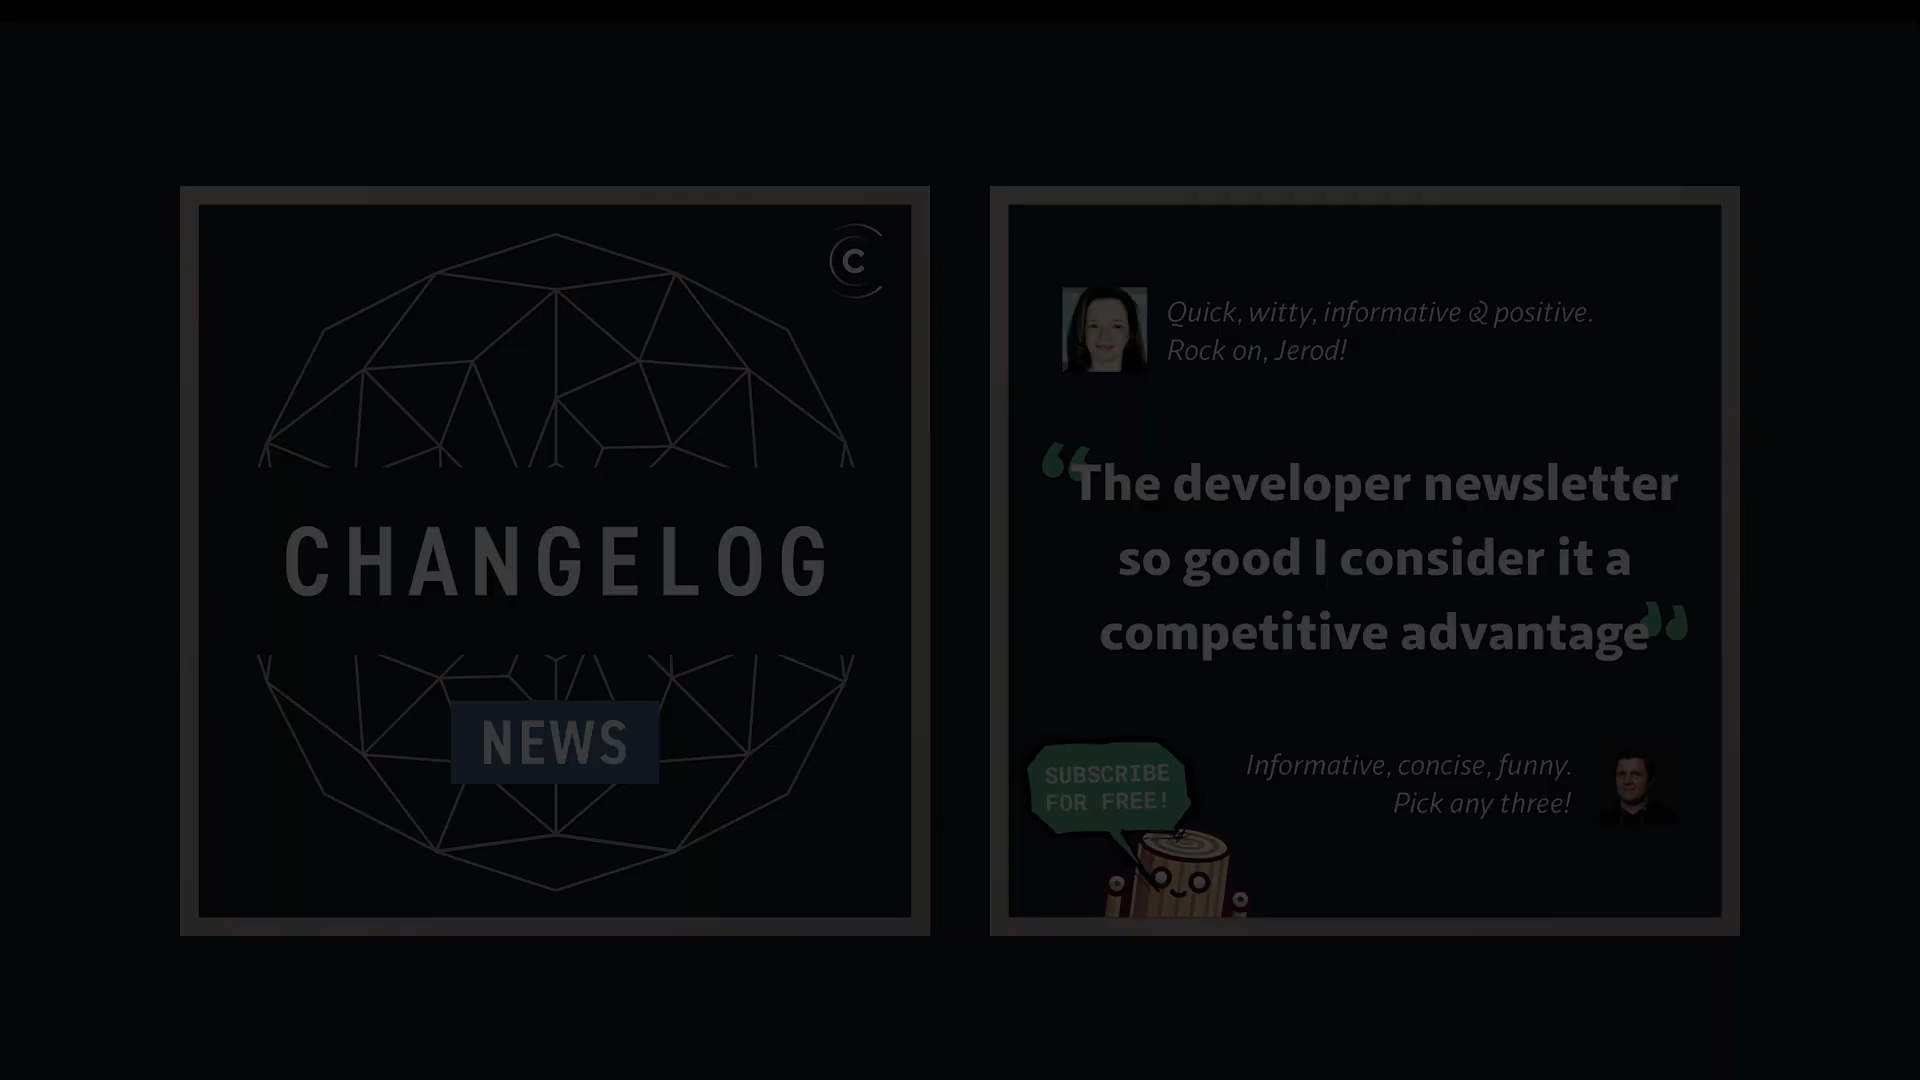 C
CHANGELOG
NEWS
Quick, witty, informative & positive.
Rock on, Jerod!
“The developer newsletter
so good I consider it a
competitive advantage”
Informative, concise, funny.
Pick any three!
SUBSCRIBE
FOR FREE!